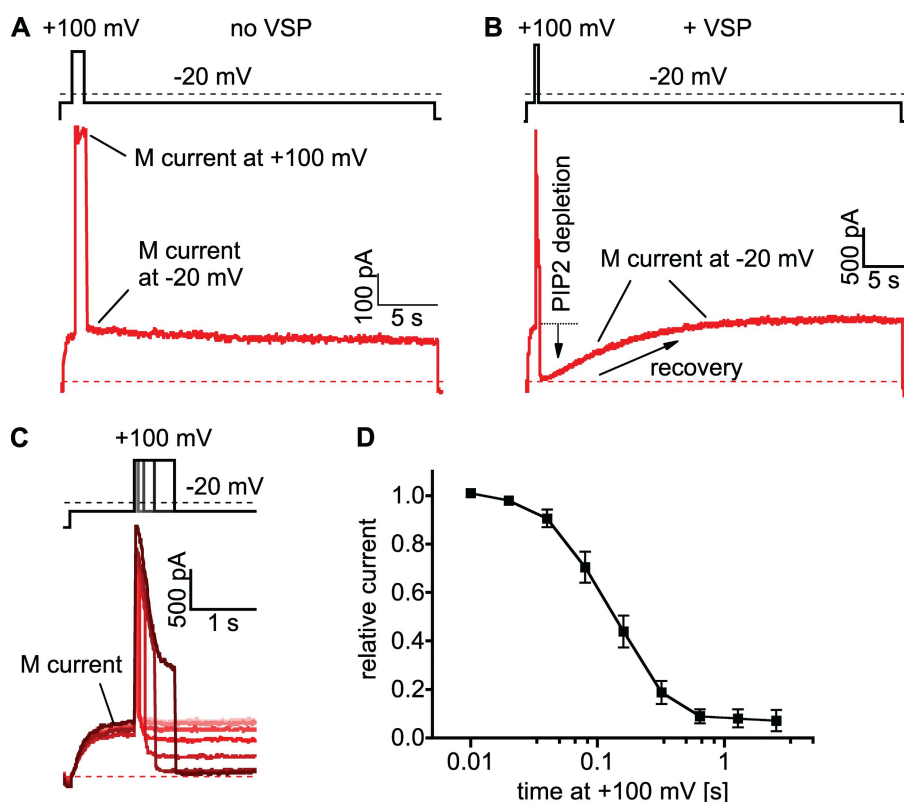 A
+100 mV
no VSP
-20 mV
M current at +100 mV
M current
at -20 mV
100 pA
5 s
B
+100 mV
+ VSP
-20 mV
PIP2 depletion
M current at -20 mV
recovery
500 pA
5 s
C
+100 mV
-20 mV
500 pA
1 s
M current
D
relative current
1.0
0.8
0.6
0.4
0.2
0.0
0.01
0.1
1
time at +100 mV [s]